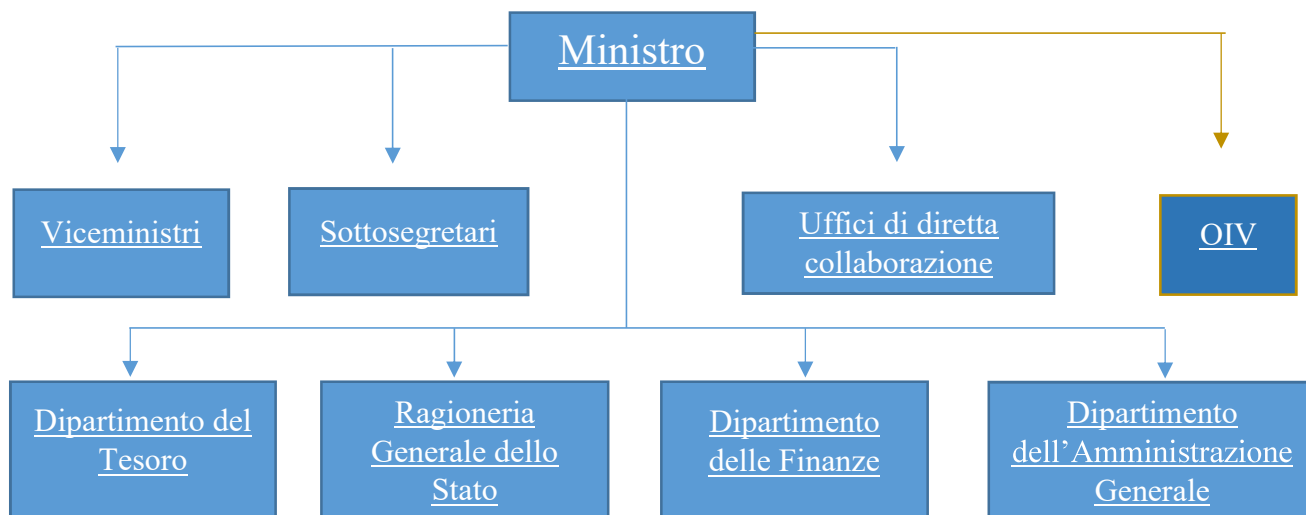 Ministro
Viceministri
Sottosegretari
Uffici di diretta
collaborazione
OIV
Dipartimento del
Tesoro
Ragioneria
Generale dello
Stato
Dipartimento
delle Finanze
Dipartimento
dell’Amministrazione
Generale